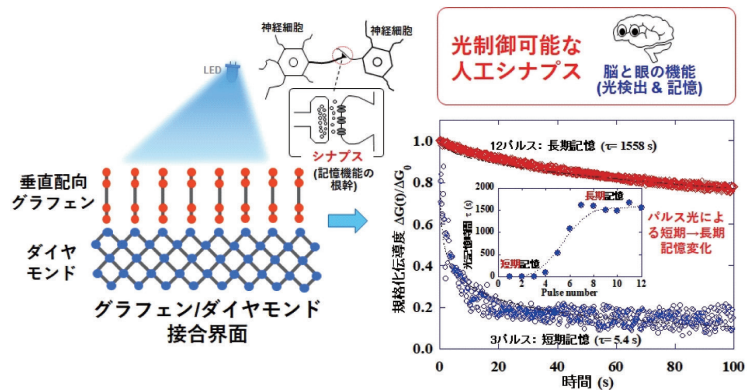 神経細胞
神経細胞
LED
シナプス
(記憶機能の
根幹)
垂直配向
グラフェン
ダイヤ
モンド
グラフェン/ダイヤモンド
接合界面
光制御可能な
人工シナプス
脳と眼の機能
(光検出 & 記憶)
規格化伝導度 ΔG(t)/ΔG0
1.0
0.8
0.6
0.4
0.2
0.0
12パルス: 長期記憶 (τ= 1558 s)
光記憶時間 τ (s)
2000
1500
1000
500
0
長期記憶
短期記憶
0 2 4 6 8 10 12
Pulse number
パルス光によ
る短期→長期
記憶変化
3パルス: 短期記憶 (τ= 5.4 s)
0 20 40 60 80 100
時間 (s)